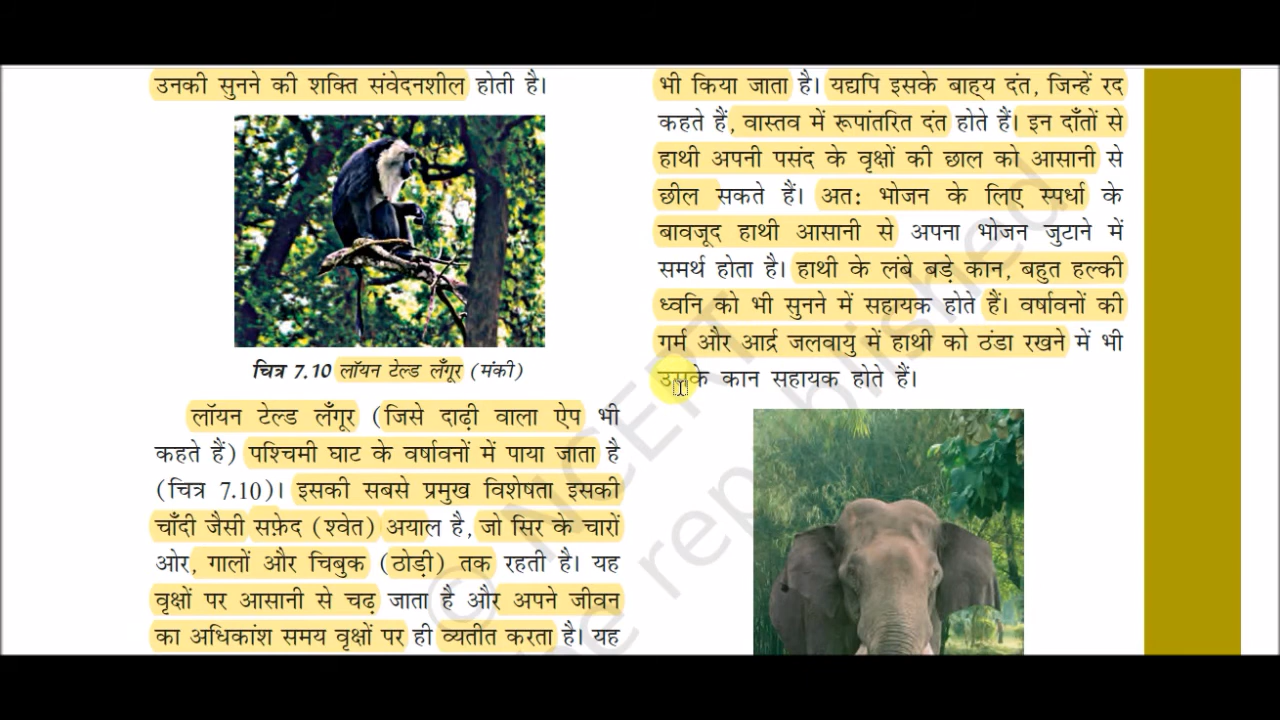 उनकी सुनने की शक्ति संवेदनशील होती है।
चित्र 7.10 लॉयन टेल्ड लँगूर (मंकी)
लॉयन टेल्ड लँगूर (जिसे दाढ़ी वाला ऐप भी
कहते हैं) पश्चिमी घाट के वर्षावनों में पाया जाता है
(चित्र 7.10)। इसकी सबसे प्रमुख विशेषता इसकी
चाँदी जैसी सफ़ेद (श्वेत) अयाल है, जो सिर के चारों
ओर, गालों और चिबुक (ठोड़ी) तक रहती है। यह
वृक्षों पर आसानी से चढ़ जाता है और अपने जीवन
का अधिकांश समय वृक्षों पर ही व्यतीत करता है। यह
भी किया जाता है। यद्यपि इसके बाह्य दंत, जिन्हें रद
कहते हैं, वास्तव में रूपांतरित दंत होते हैं। इन दाँतों से
हाथी अपनी पसंद के वृक्षों की छाल को आसानी से
छील सकते हैं। अत: भोजन के लिए स्पर्धा के
बावजूद हाथी आसानी से अपना भोजन जुटाने में
समर्थ होता है। हाथी के लंबे बड़े कान, बहुत हल्की
ध्वनि को भी सुनने में सहायक होते हैं। वर्षावनों की
गर्म और आर्द्र जलवायु में हाथी को ठंडा रखने में भी
उसके कान सहायक होते हैं।
© NCERT
be republished